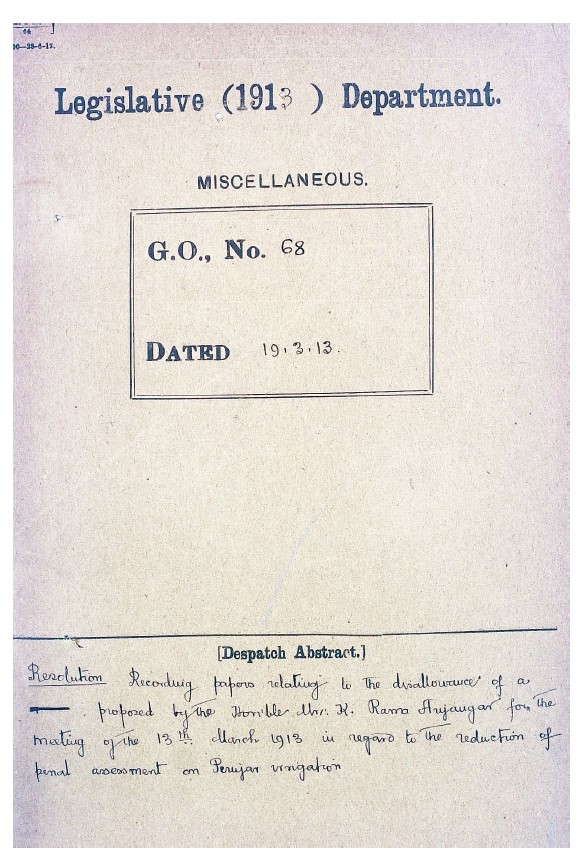 64
Legislative (1913) Department.
MISCELLANEOUS.
G.O., No. 68
DATED 19.3.13.
[Despatch Abstract.]
Resolution Recording papers relating to the disallowance of a
proposed by the Hon'ble Mr. K. Rama Aiyangar for the
meeting of the 13th March 1913 in regard to the reduction of
penal assessment on irrigation